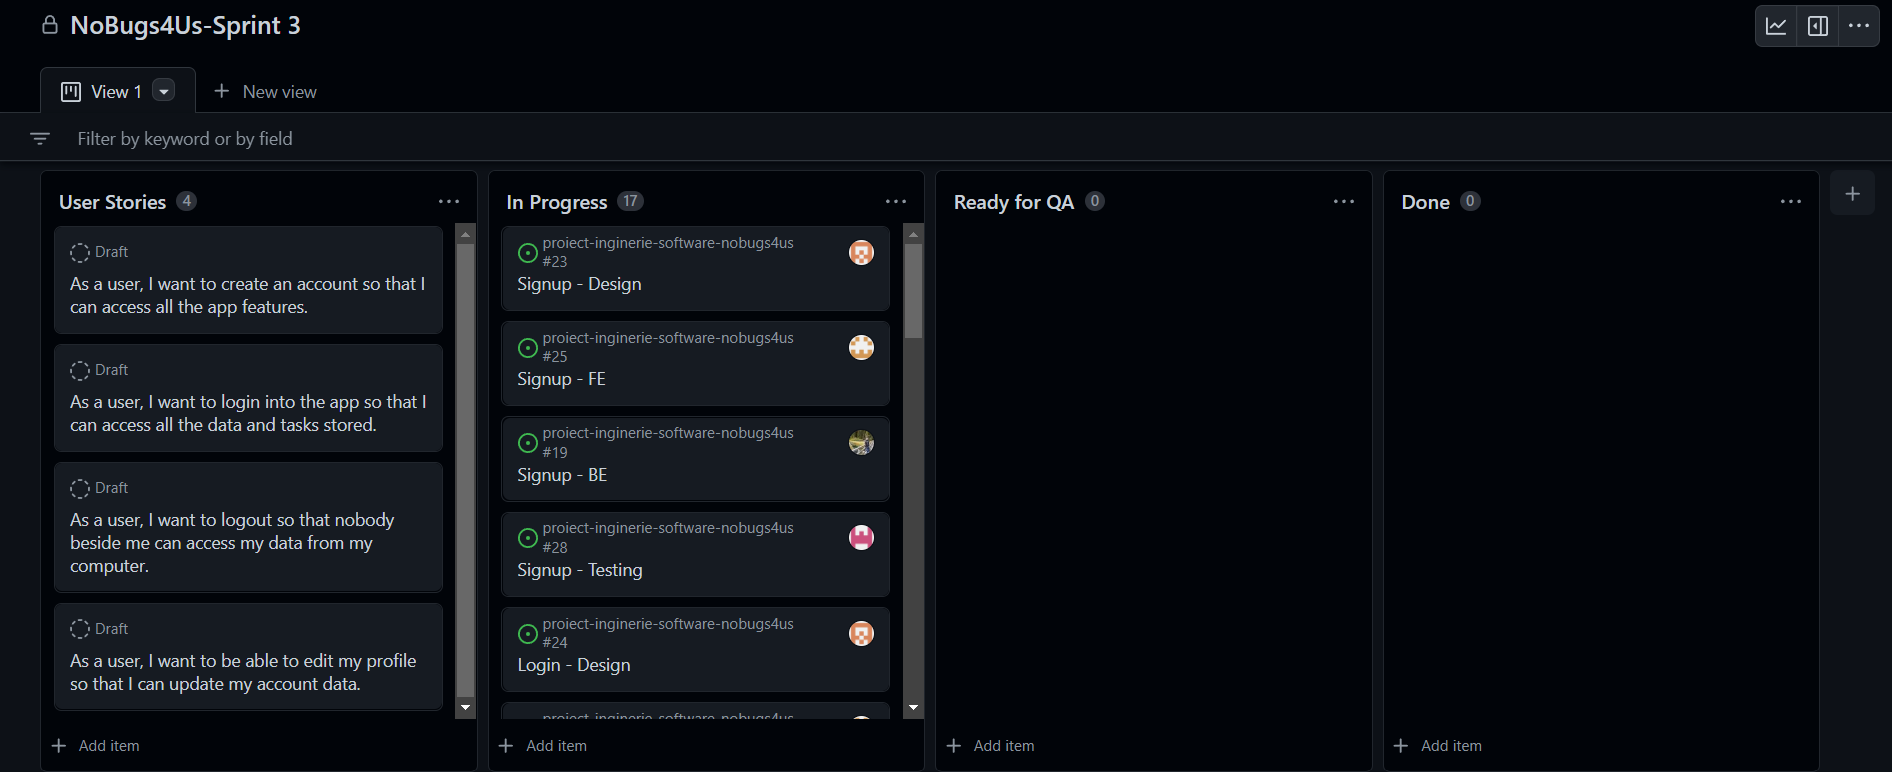 NoBugs4Us-Sprint 3
View 1
New view
Filter by keyword or by field
User Stories 4
Draft
As a user, I want to create an account so that I
can access all the app features.
Draft
As a user, I want to login into the app so that I
can access all the data and tasks stored.
Draft
As a user, I want to logout so that nobody
beside me can access my data from my
computer.
Draft
As a user, I want to be able to edit my profile
so that I can update my account data.
Add item
In Progress 17
proiect-inginerie-software-nobugs4us
#23
Signup - Design
proiect-inginerie-software-nobugs4us
#25
Signup - FE
proiect-inginerie-software-nobugs4us
#19
Signup - BE
proiect-inginerie-software-nobugs4us
#28
Signup - Testing
proiect-inginerie-software-nobugs4us
#24
Login - Design
proiect-inginerie-software-nobugs4us
Add item
Ready for QA 0
Add item
Done 0
Add item